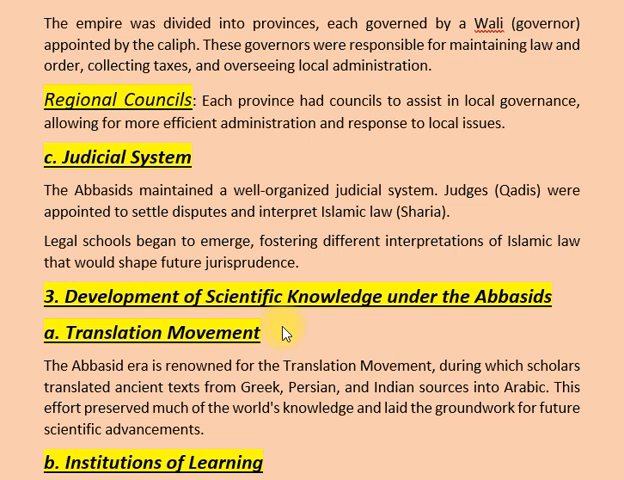 The empire was divided into provinces, each governed by a Wali (governor)
appointed by the caliph. These governors were responsible for maintaining law and
order, collecting taxes, and overseeing local administration.
Regional Councils: Each province had councils to assist in local governance,
allowing for more efficient administration and response to local issues.
c. Judicial System
The Abbasids maintained a well-organized judicial system. Judges (Qadis) were
appointed to settle disputes and interpret Islamic law (Sharia).
Legal schools began to emerge, fostering different interpretations of Islamic law
that would shape future jurisprudence.
3. Development of Scientific Knowledge under the Abbasids
a. Translation Movement
The Abbasid era is renowned for the Translation Movement, during which scholars
translated ancient texts from Greek, Persian, and Indian sources into Arabic. This
effort preserved much of the world's knowledge and laid the groundwork for future
scientific advancements.
b. Institutions of Learning